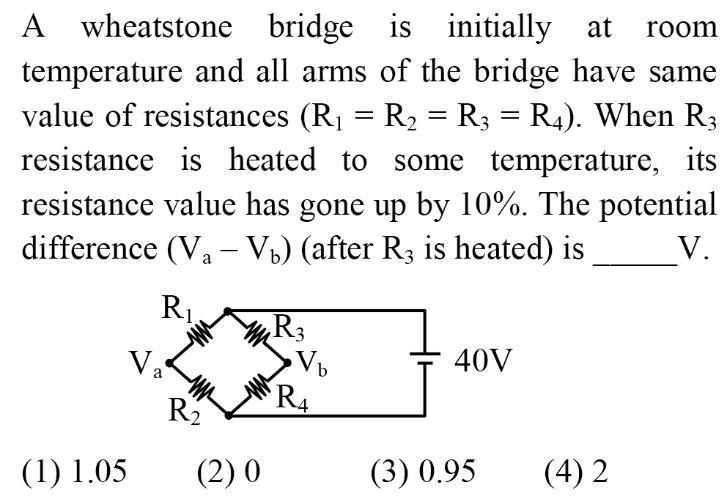 A wheatstone bridge is initially at room
temperature and all arms of the bridge have same
value of resistances (R₁ = R₂ = R₃ = R₄). When R₃
resistance is heated to some temperature, its
resistance value has gone up by 10%. The potential
difference (Vₐ – V_b) (after R₃ is heated) is _____V.
R₁
R₃
Vₐ
V_b
40V
R₂
R₄
(1) 1.05 (2) 0 (3) 0.95 (4) 2